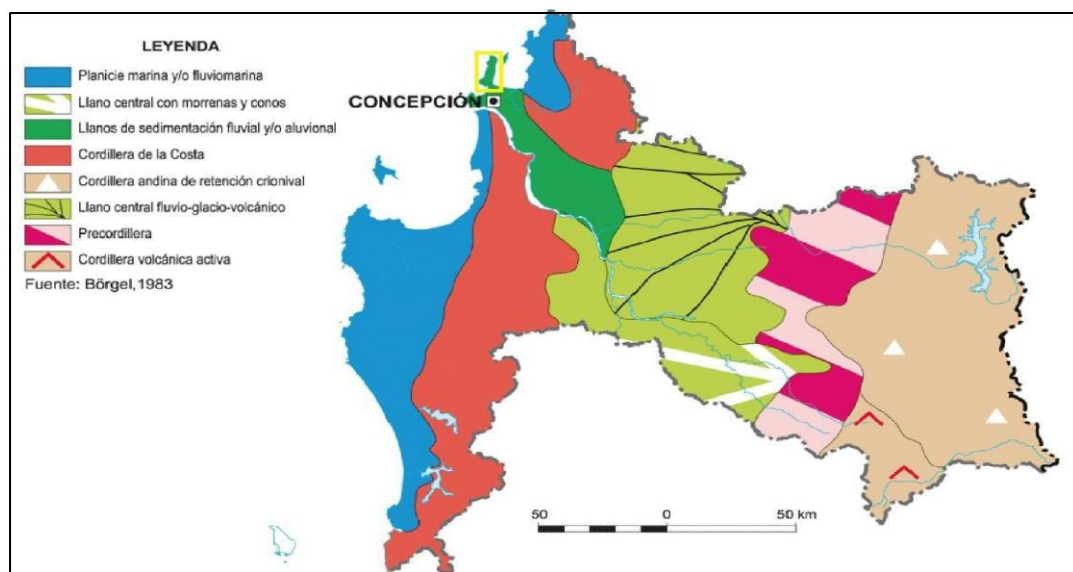 LEYENDA
Planicie marina y/o fluviomarina
Llano central con morrenas y conos
Llanos de sedimentación fluvial y/o aluvional
Cordillera de la Costa
Cordillera andina de retención crionival
Llano central fluvio-glacio-volcánico
Precordillera
Cordillera volcánica activa
Fuente: Börgel,1983
CONCEPCIÓN
50 0 50 km